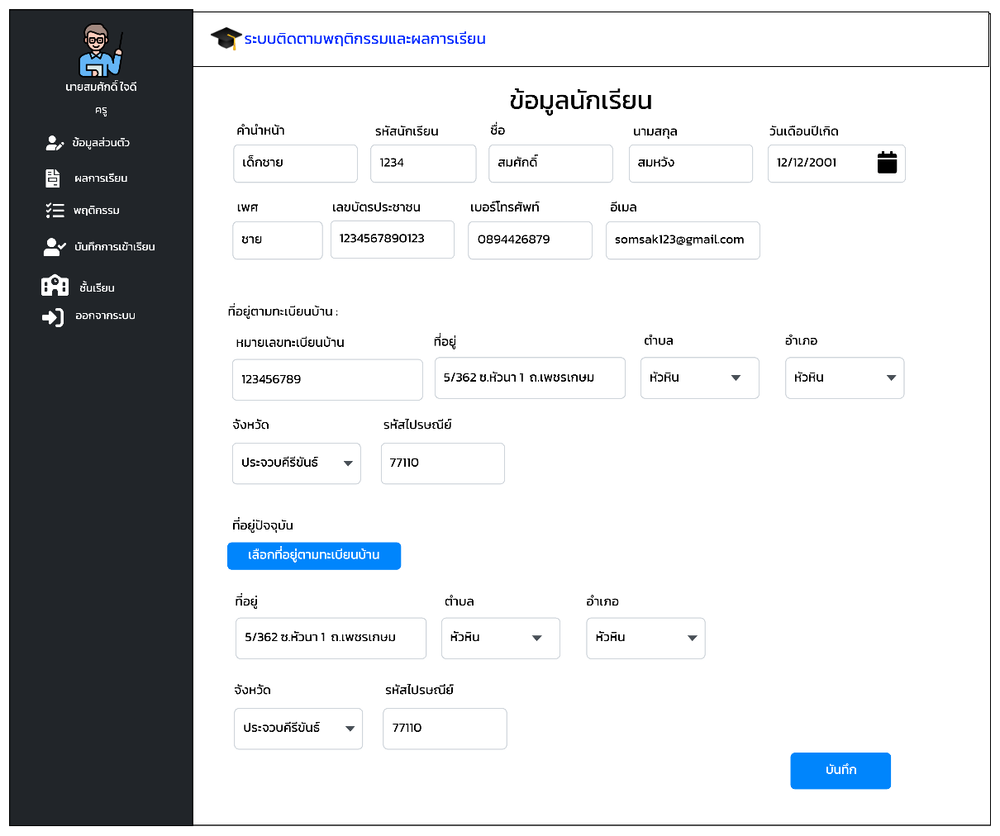 ระบบติดตามพฤติกรรมและผลการเรียน
นายสมศักดิ์ ใจดี
ครู
ข้อมูลส่วนตัว
ผลการเรียน
พฤติกรรม
บันทึกการเข้าเรียน
ชั้นเรียน
ออกจากระบบ
ข้อมูลนักเรียน
คำนำหน้า รหัสนักเรียน ชื่อ นามสกุล วันเดือนปีเกิด
เด็กชาย 1234 สมศักดิ์ สมหวัง 12/12/2001
เพศ เลขบัตรประชาชน เบอร์โทรศัพท์ อีเมล
ชาย 1234567890123 0894426879 somsak123@gmail.com
ที่อยู่ตามทะเบียนบ้าน :
หมายเลขทะเบียนบ้าน ที่อยู่ ตำบล อำเภอ
123456789 5/362 ซ.หัวนา 1 ถ.เพชรเกษม หัวหิน หัวหิน
จังหวัด รหัสไปรษณีย์
ประจวบคีรีขันธ์ 77110
ที่อยู่ปัจจุบัน
เลือกที่อยู่ตามทะเบียนบ้าน
ที่อยู่ ตำบล อำเภอ
5/362 ซ.หัวนา 1 ถ.เพชรเกษม หัวหิน หัวหิน
จังหวัด รหัสไปรษณีย์
ประจวบคีรีขันธ์ 77110
บันทึก